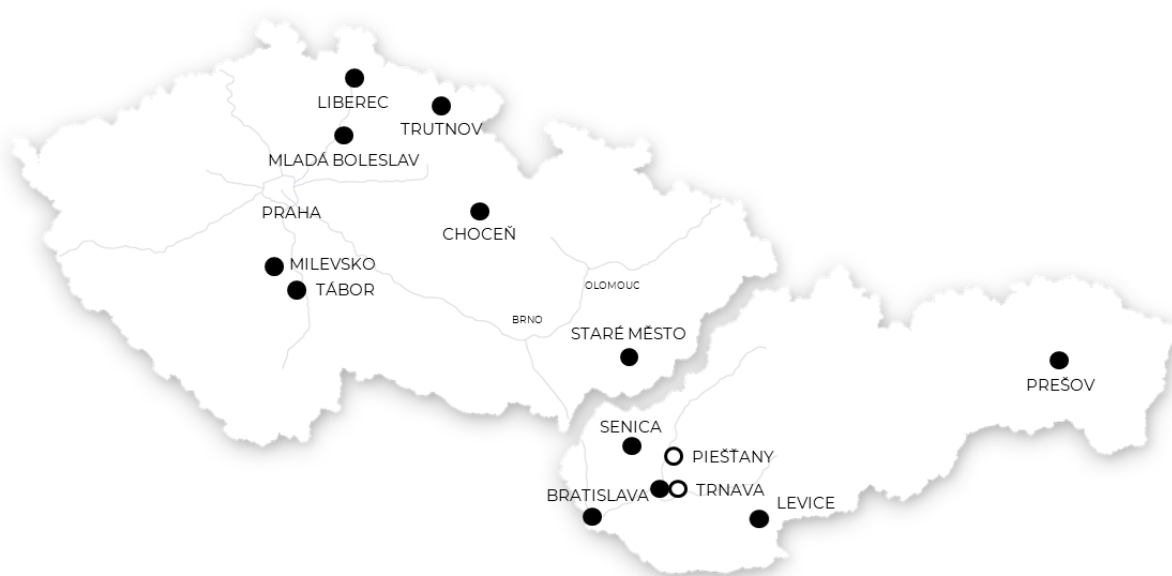 LIBEREC
TRUTNOV
MLADÁ BOLESLAV
PRAHA
CHOCEŇ
MILEVSKO
TÁBOR
OLOMOUC
BRNO
STARÉ MĚSTO
PREŠOV
SENICA
PIEŠŤANY
BRATISLAVA
TRNAVA
LEVICE